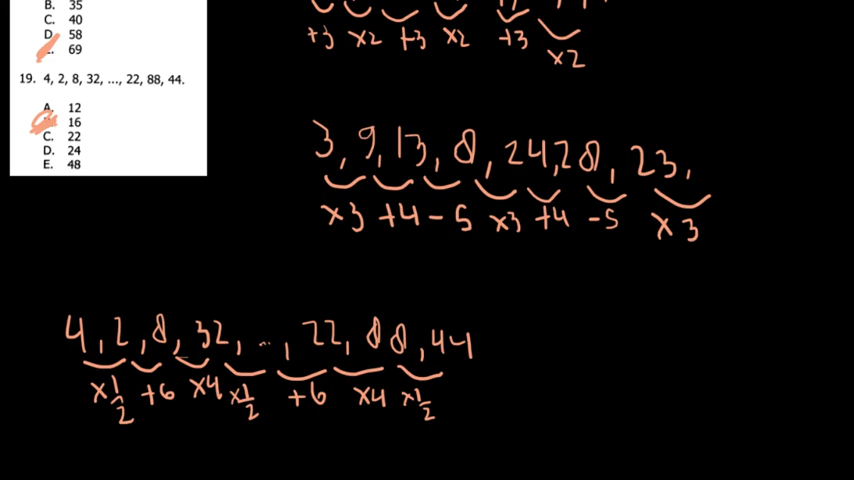 B. 35
C. 40
D. 58
69
19. 4, 2, 8, 32, ..., 22, 88, 44.
A. 12
16
C. 22
D. 24
E. 48
+3 x2 +3 x2 +3 x2
3, 9, 13, 8, 24, 28, 23,
x3 +4 -5 x3 +4 -5 x3
4, 2, 8, 32, ..., 22, 88, 44
x1/2 +6 x4 x1/2 +6 x4 x1/2